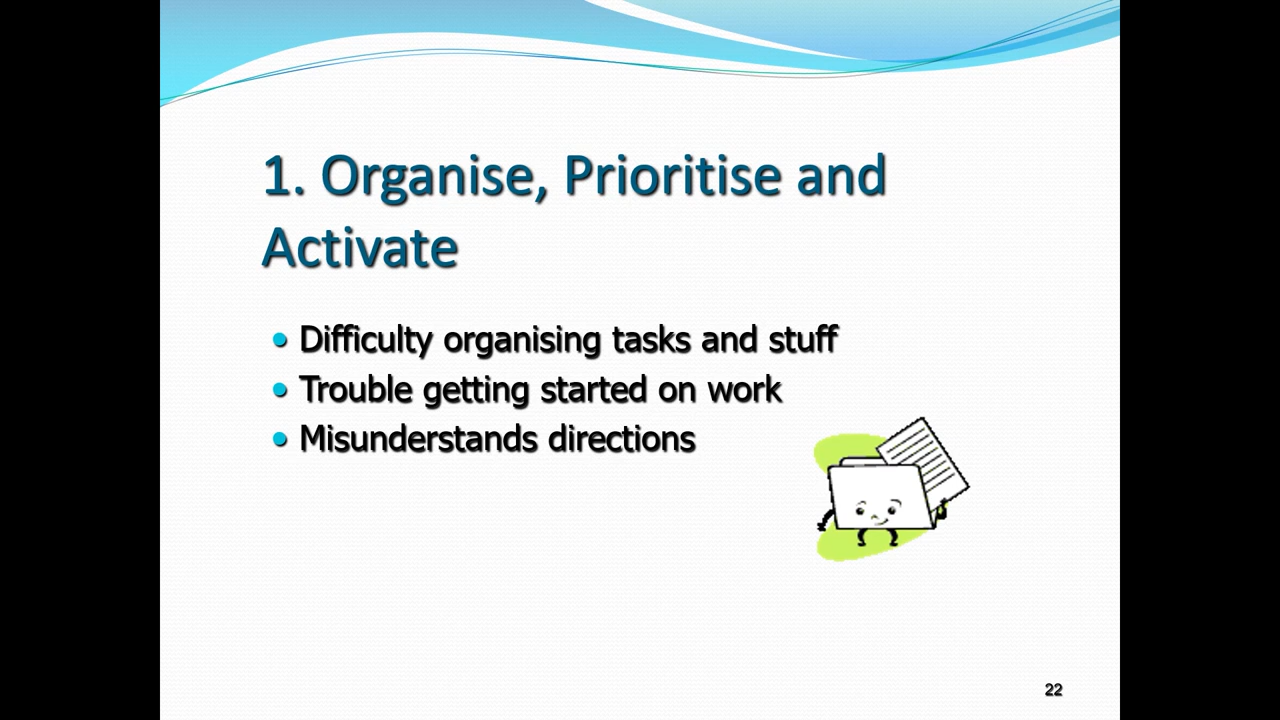 1. Organise, Prioritise and
Activate
• Difficulty organising tasks and stuff
• Trouble getting started on work
• Misunderstands directions
22